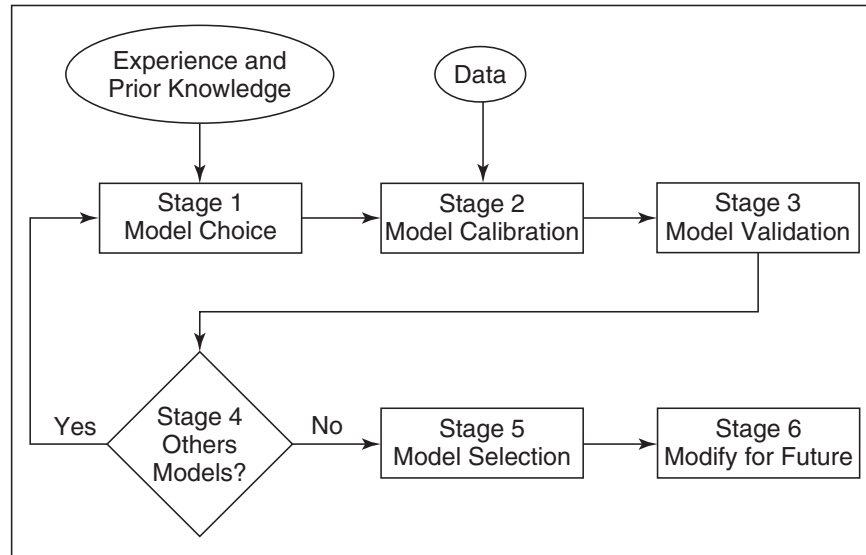 Experience and
Prior Knowledge
Data
Stage 1
Model Choice
Stage 2
Model Calibration
Stage 3
Model Validation
Yes
Stage 4
Others
Models?
No
Stage 5
Model Selection
Stage 6
Modify for Future